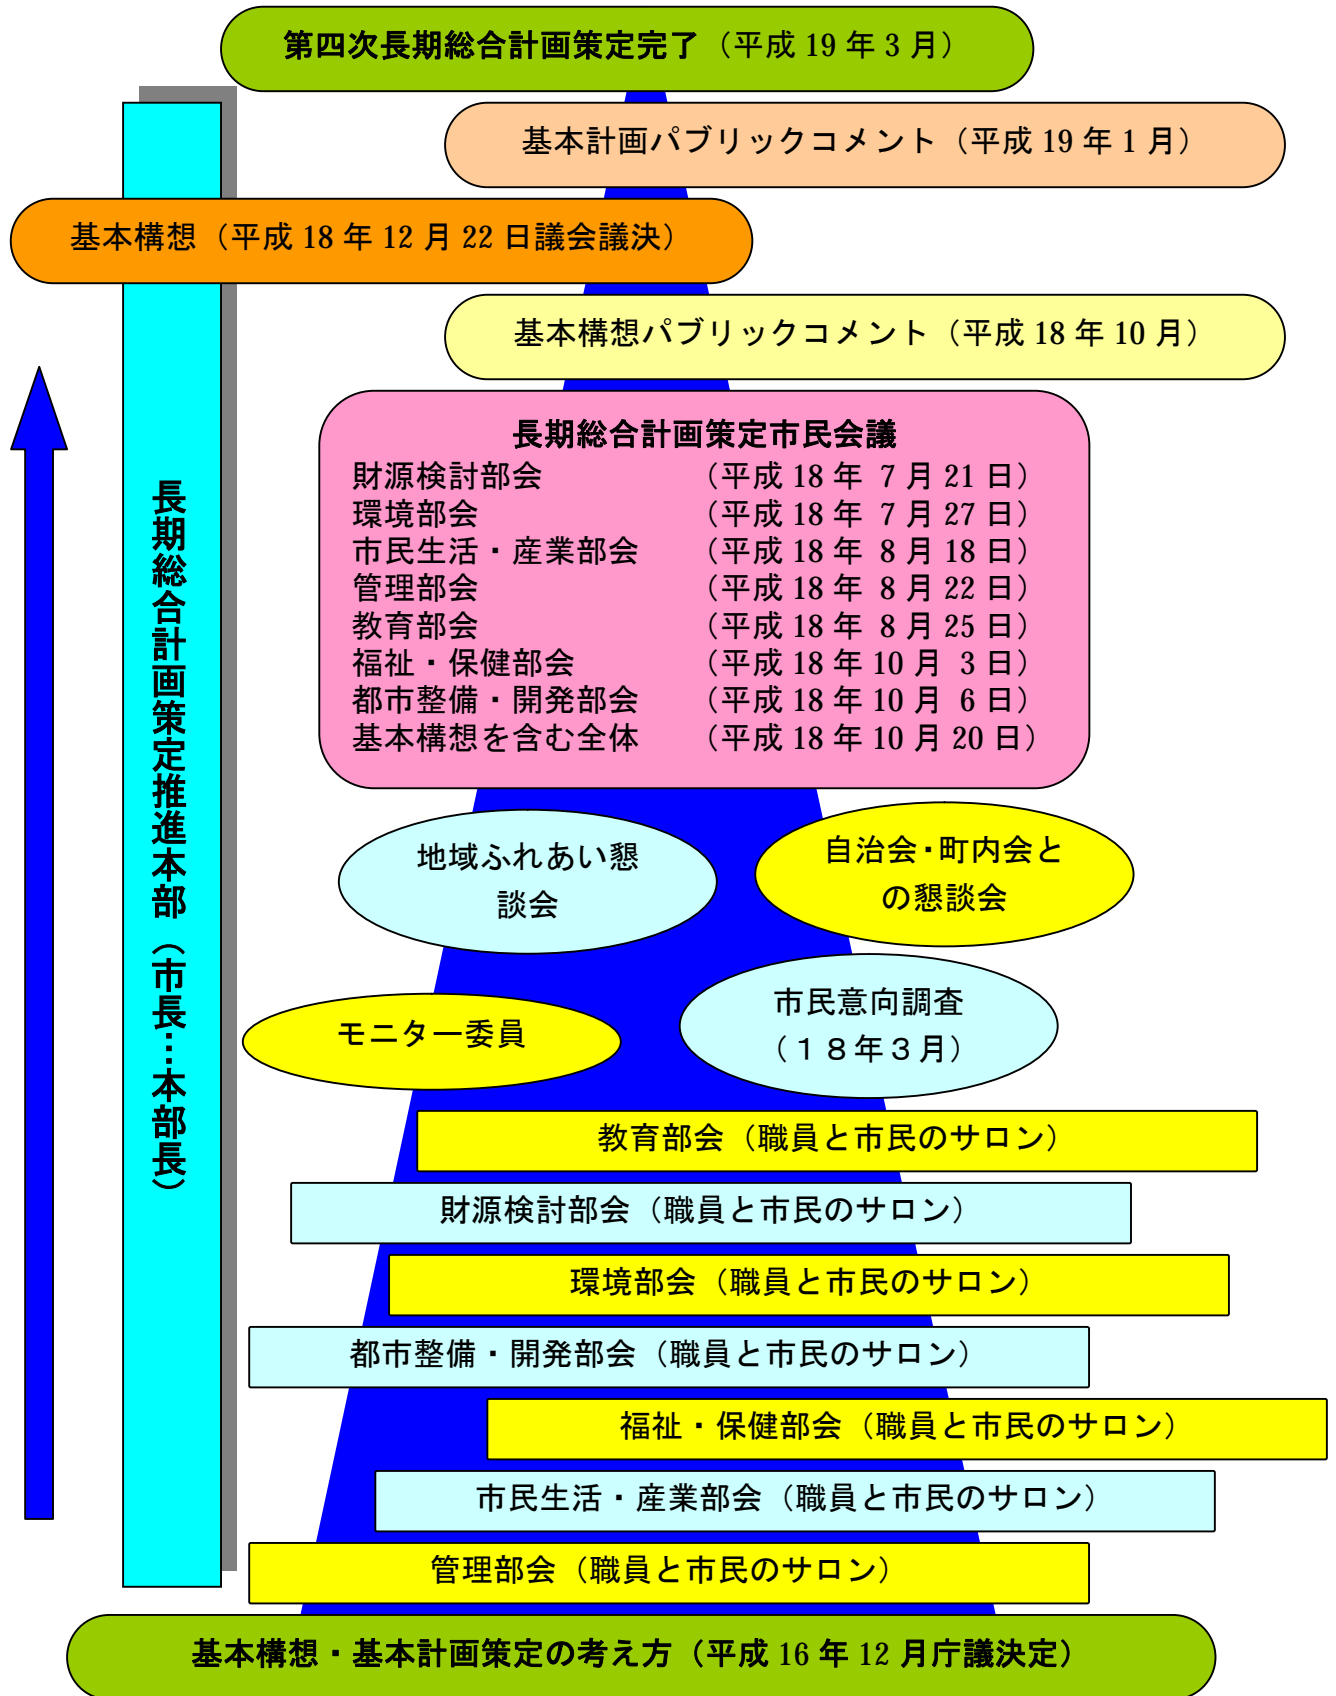 第四次長期総合計画策定完了（平成 19 年 3 月）
基本計画パブリックコメント（平成 19 年 1 月）
基本構想（平成 18 年 12 月 22 日議会議決）
基本構想パブリックコメント（平成 18 年 10 月）
長期総合計画策定市民会議
財源検討部会　　　　　（平成 18 年 7 月 21 日）
環境部会　　　　　　　（平成 18 年 7 月 27 日）
市民生活・産業部会　　（平成 18 年 8 月 18 日）
管理部会　　　　　　　（平成 18 年 8 月 22 日）
教育部会　　　　　　　（平成 18 年 8 月 25 日）
福祉・保健部会　　　　（平成 18 年 10 月 3 日）
都市整備・開発部会　　（平成 18 年 10 月 6 日）
基本構想を含む全体　　（平成 18 年 10 月 20 日）
長期総合計画策定推進本部（市長…本部長）
地域ふれあい懇
談会
自治会・町内会と
の懇談会
モニター委員
市民意向調査
（１８年３月）
教育部会（職員と市民のサロン）
財源検討部会（職員と市民のサロン）
環境部会（職員と市民のサロン）
都市整備・開発部会（職員と市民のサロン）
福祉・保健部会（職員と市民のサロン）
市民生活・産業部会（職員と市民のサロン）
管理部会（職員と市民のサロン）
基本構想・基本計画策定の考え方（平成 16 年 12 月庁議決定）